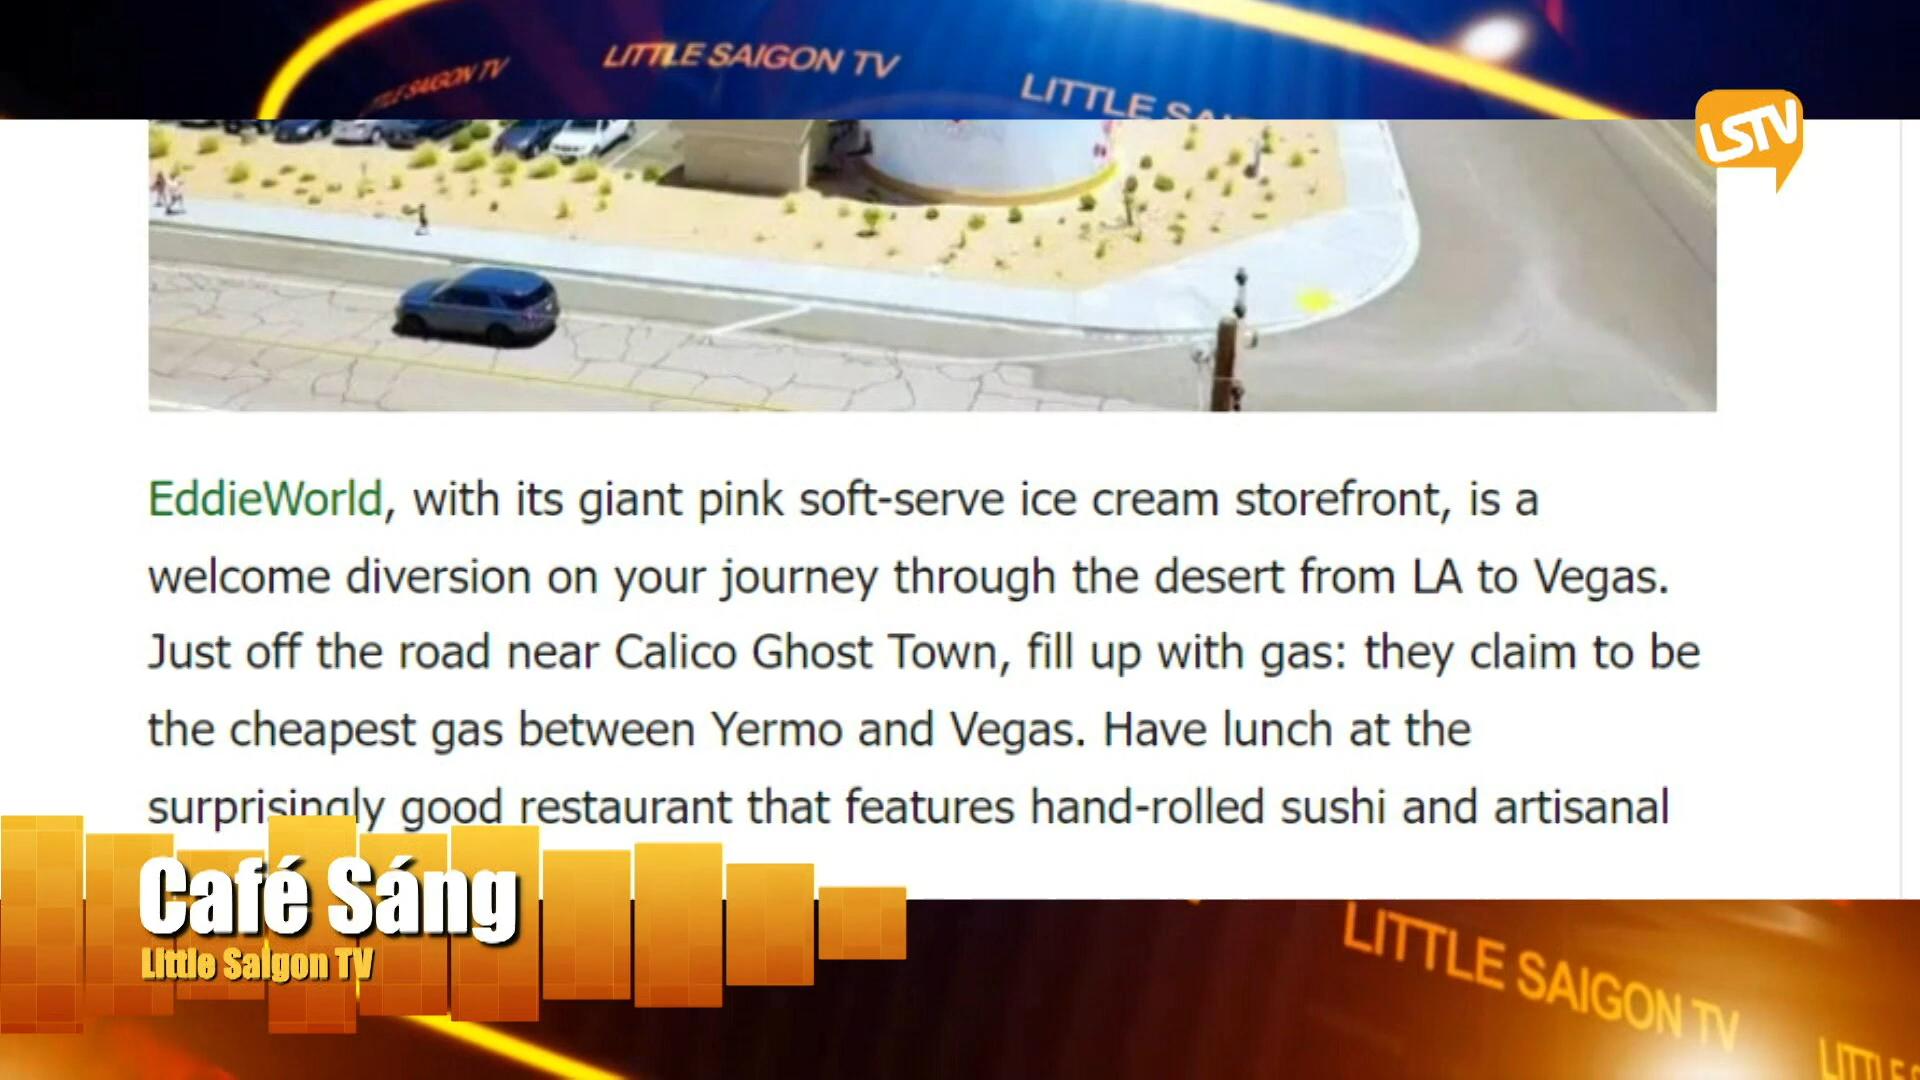 LITTLE SAIGON TV
LITTLE SAIGON TV
LITTLE
LSTV
EddieWorld, with its giant pink soft-serve ice cream storefront, is a
welcome diversion on your journey through the desert from LA to Vegas.
Just off the road near Calico Ghost Town, fill up with gas: they claim to be
the cheapest gas between Yermo and Vegas. Have lunch at the
surprisingly good restaurant that features hand-rolled sushi and artisanal
Café Sáng
Little Saigon TV
LITTLE SAIGON TV